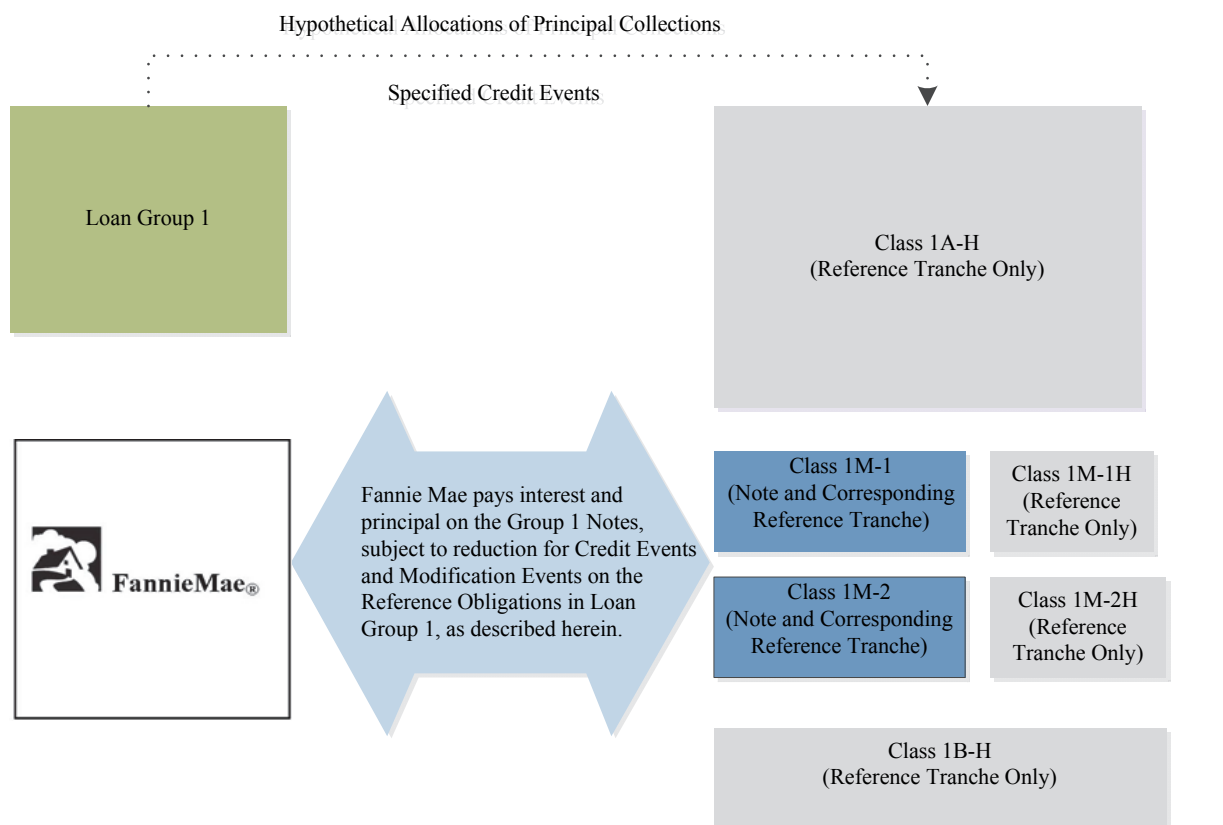 Hypothetical Allocations of Principal Collections
Specified Credit Events
Loan Group 1
Class 1A-H
(Reference Tranche Only)
FannieMae®
Fannie Mae pays interest and
principal on the Group 1 Notes,
subject to reduction for Credit Events
and Modification Events on the
Reference Obligations in Loan
Group 1, as described herein.
Class 1M-1
(Note and Corresponding
Reference Tranche)
Class 1M-1H
(Reference
Tranche Only)
Class 1M-2
(Note and Corresponding
Reference Tranche)
Class 1M-2H
(Reference
Tranche Only)
Class 1B-H
(Reference Tranche Only)